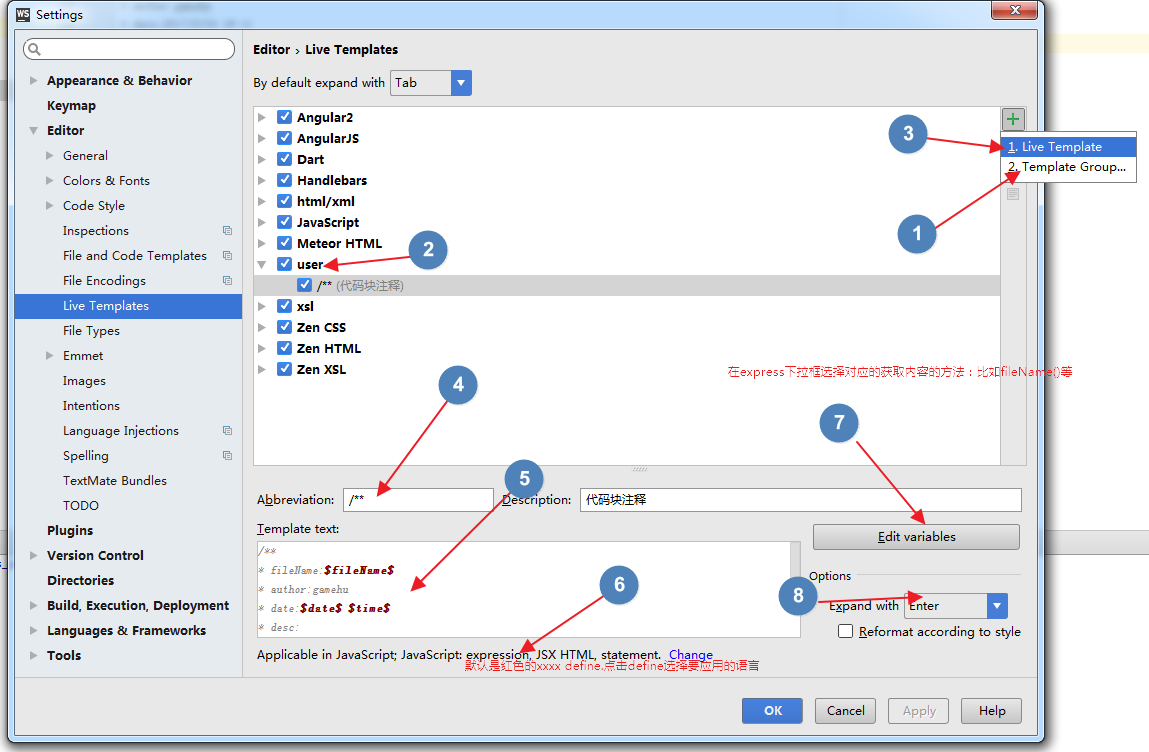 WS Settings
Appearance & Behavior
Keymap
Editor
General
Colors & Fonts
Code Style
Inspections
File and Code Templates
File Encodings
Live Templates
File Types
Emmet
Images
Intentions
Language Injections
Spelling
TextMate Bundles
TODO
Plugins
Version Control
Directories
Build, Execution, Deployment
Languages & Frameworks
Tools
Editor › Live Templates
By default expand with Tab
Angular2
AngularJS
Dart
Handlebars
html/xml
JavaScript
Meteor HTML
user
/** (代码块注释)
xsl
Zen CSS
Zen HTML
Zen XSL
1. Live Template
2. Template Group...
3
1
2
在express下拉框选择对应的获取内容的方法：比如fileName()等
4
7
5
Abbreviation: /** Description: 代码块注释
Template text:
/**
* fileName:$fileName$
* author:gamehu
* date:$date$ $time$
* desc:
Edit variables
6
Options
8
Expand with Enter
Reformat according to style
Applicable in JavaScript; JavaScript: expression, JSX HTML, statement. Change
默认是红色的xxxx define.点击define选择要应用的语言
OK
Cancel
Apply
Help